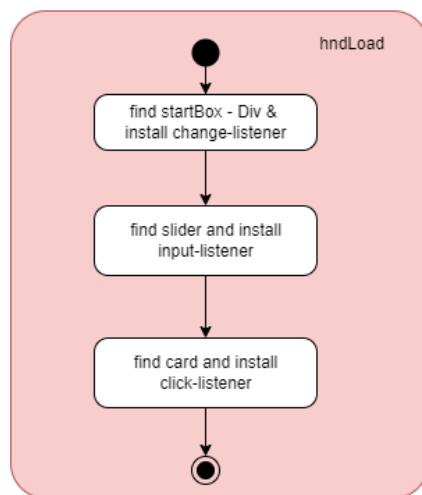 hndLoad
find startBox - Div &
install change-listener
find slider and install
input-listener
find card and install
click-listener